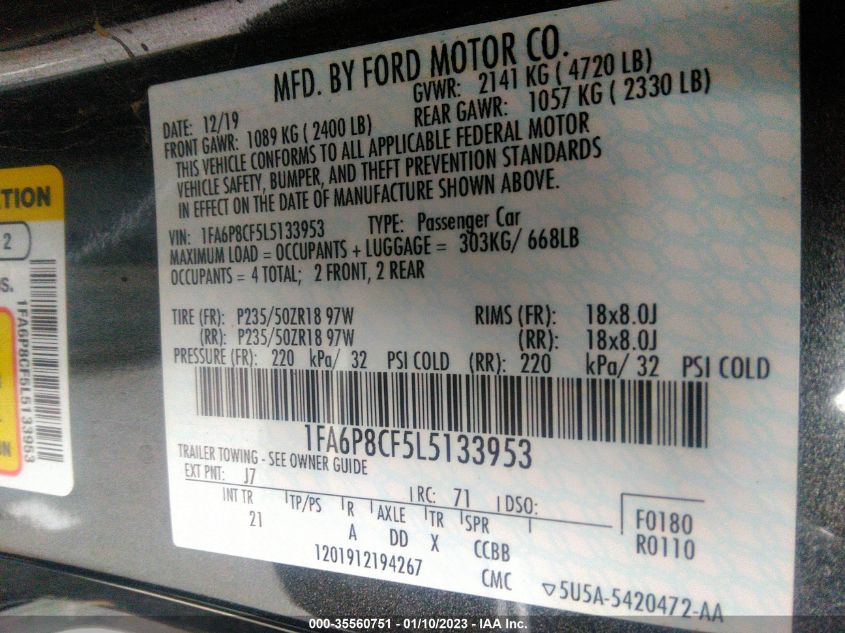 MFD. BY FORD MOTOR CO.
DATE: 12/19 GVWR: 2141 KG ( 4720 LB)
FRONT GAWR: 1089 KG ( 2400 LB) REAR GAWR: 1057 KG ( 2330 LB)
THIS VEHICLE CONFORMS TO ALL APPLICABLE FEDERAL MOTOR
VEHICLE SAFETY, BUMPER, AND THEFT PREVENTION STANDARDS
IN EFFECT ON THE DATE OF MANUFACTURE SHOWN ABOVE.
VIN: 1FA6P8CF5L5133953 TYPE: Passenger Car
MAXIMUM LOAD = OCCUPANTS + LUGGAGE = 303KG/ 668LB
OCCUPANTS = 4 TOTAL; 2 FRONT, 2 REAR
TIRE (FR): P235/50ZR18 97W RIMS (FR): 18x8.0J
(RR): P235/50ZR18 97W (RR): 18x8.0J
PRESSURE (FR): 220 kPa/ 32 PSI COLD (RR): 220 kPa/ 32 PSI COLD
1FA6P8CF5L5133953
TRAILER TOWING - SEE OWNER GUIDE
EXT PNT: J7 RC: 71 DSO:
INT TR TP/PS R AXLE TR SPR F0180
21 A DD X CCBB R0110
1201912194267 CMC 5U5A-5420472-AA
TION
2
S.
1FA6P8CF5L5133953
ON
000-35560751 — 01/10/2023 — IAA Inc.